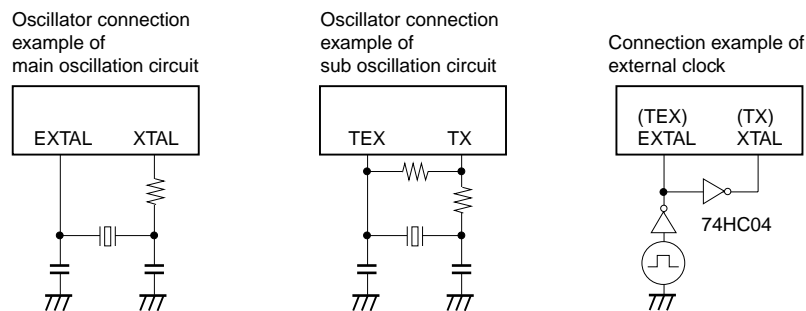 Oscillator connection
example of
main oscillation circuit
EXTAL XTAL
Oscillator connection
example of
sub oscillation circuit
TEX TX
Connection example of
external clock
(TEX) (TX)
EXTAL XTAL
74HC04